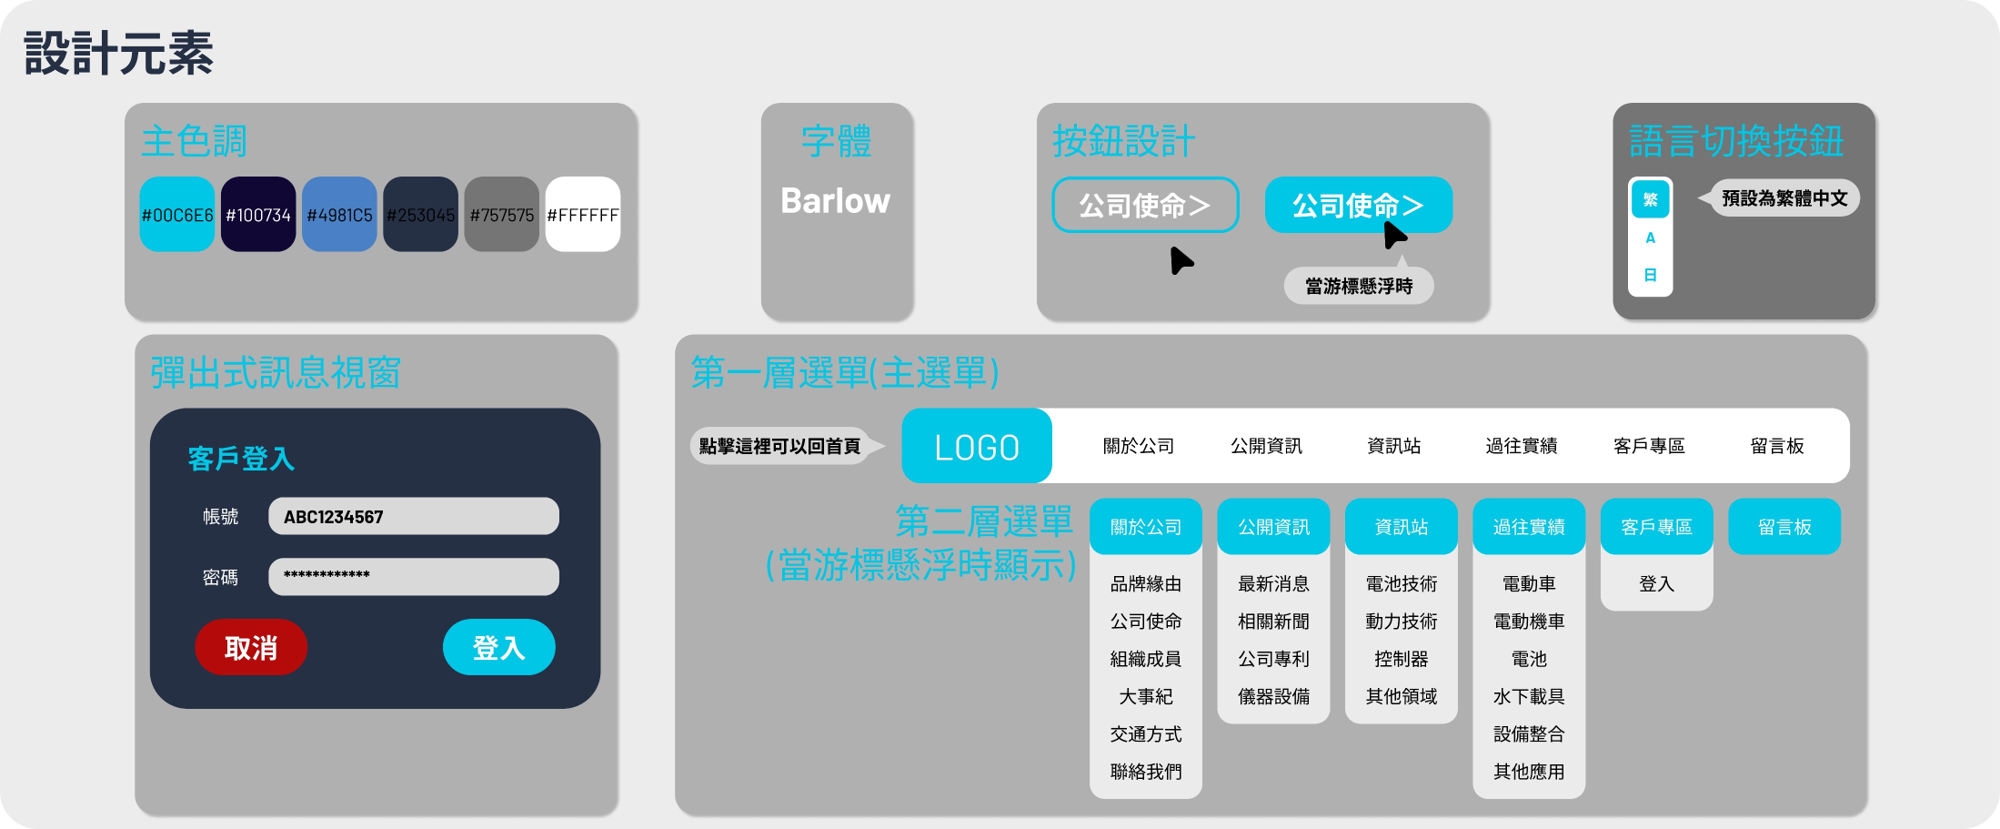 設計元素
主色調
#00C6E6
#100734
#4981C5
#253045
#757575
#FFFFFF
字體
Barlow
按鈕設計
公司使命＞
公司使命＞
當游標懸浮時
語言切換按鈕
繁
A
日
預設為繁體中文
彈出式訊息視窗
客戶登入
帳號
ABC1234567
密碼
************
取消
登入
第一層選單(主選單)
點擊這裡可以回首頁
LOGO
關於公司
公開資訊
資訊站
過往實績
客戶專區
留言板
第二層選單
(當游標懸浮時顯示)
關於公司
品牌緣由
公司使命
組織成員
大事紀
交通方式
聯絡我們
公開資訊
最新消息
相關新聞
公司專利
儀器設備
資訊站
電池技術
動力技術
控制器
其他領域
過往實績
電動車
電動機車
電池
水下載具
設備整合
其他應用
客戶專區
登入
留言板